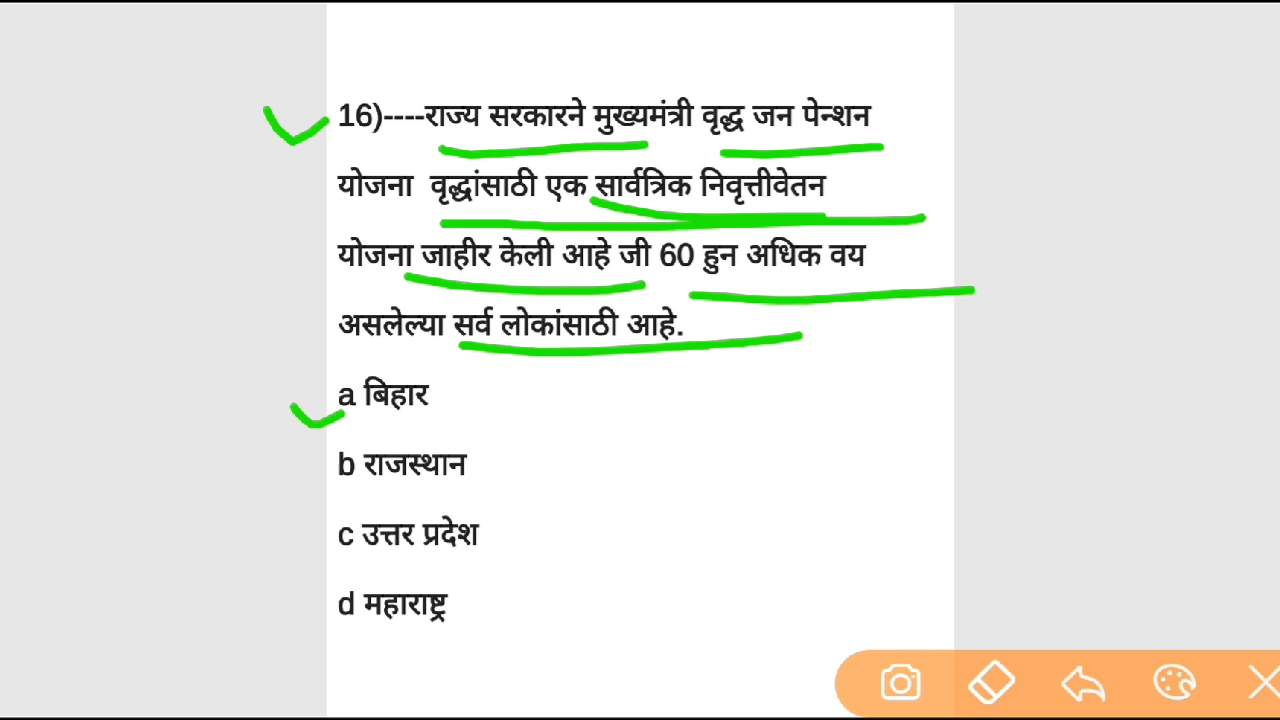 16)----राज्य सरकारने मुख्यमंत्री वृद्ध जन पेन्शन
योजना वृद्धांसाठी एक सार्वत्रिक निवृत्तीवेतन
योजना जाहीर केली आहे जी 60 हुन अधिक वय
असलेल्या सर्व लोकांसाठी आहे.
a बिहार
b राजस्थान
c उत्तर प्रदेश
d महाराष्ट्र